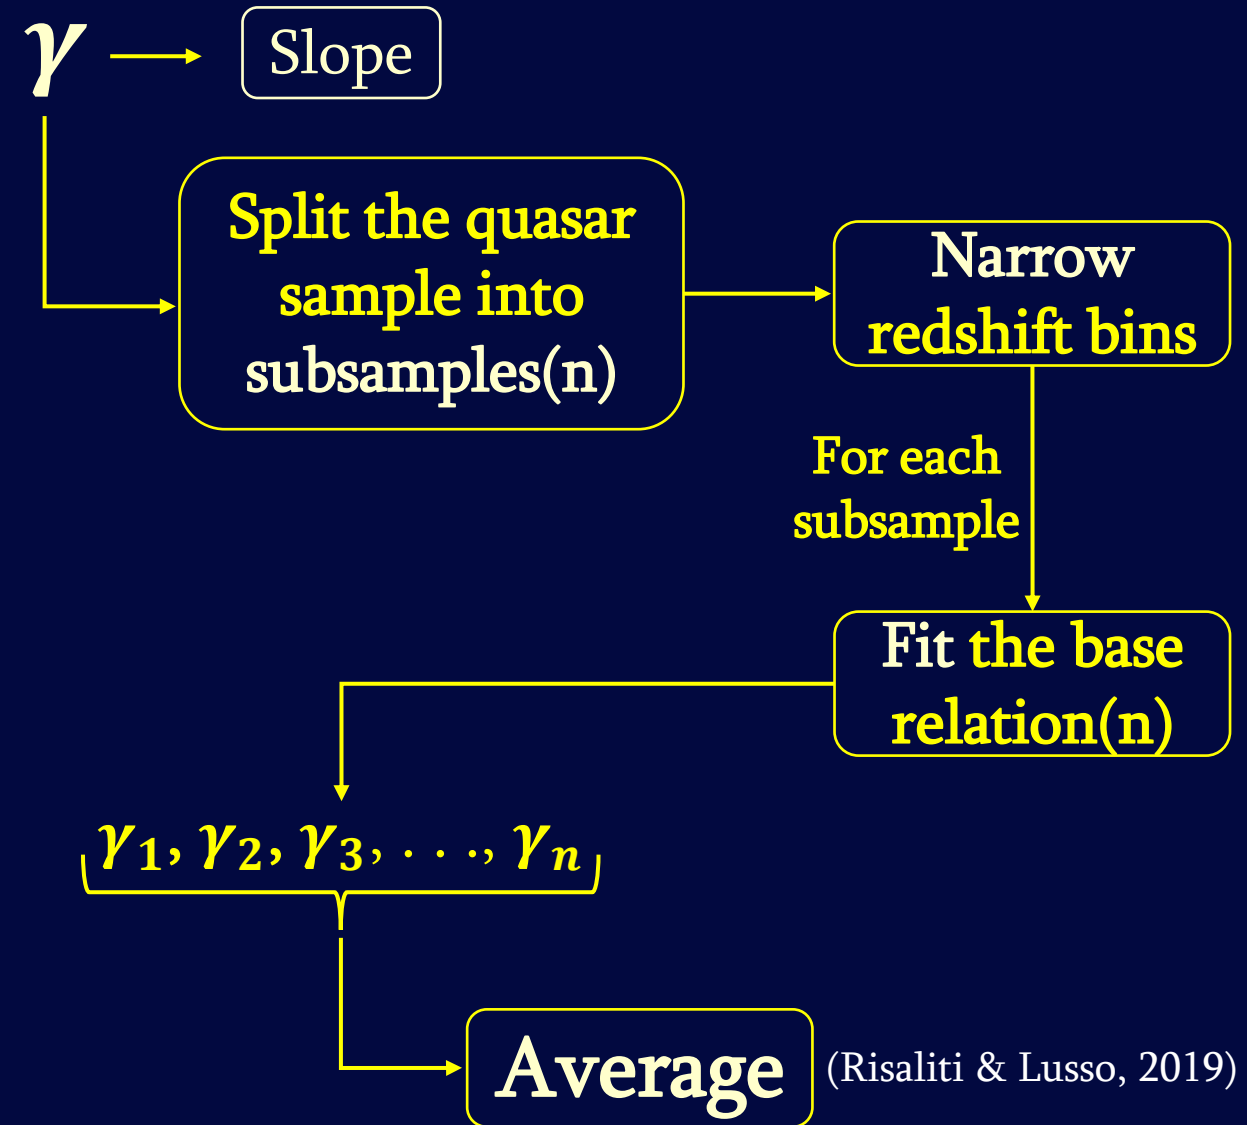 γ
Slope
Split the quasar
sample into
subsamples(n)
Narrow
redshift bins
For each
subsample
Fit the base
relation(n)
γ₁, γ₂, γ₃, . . ., γₙ
Average
(Risaliti & Lusso, 2019)